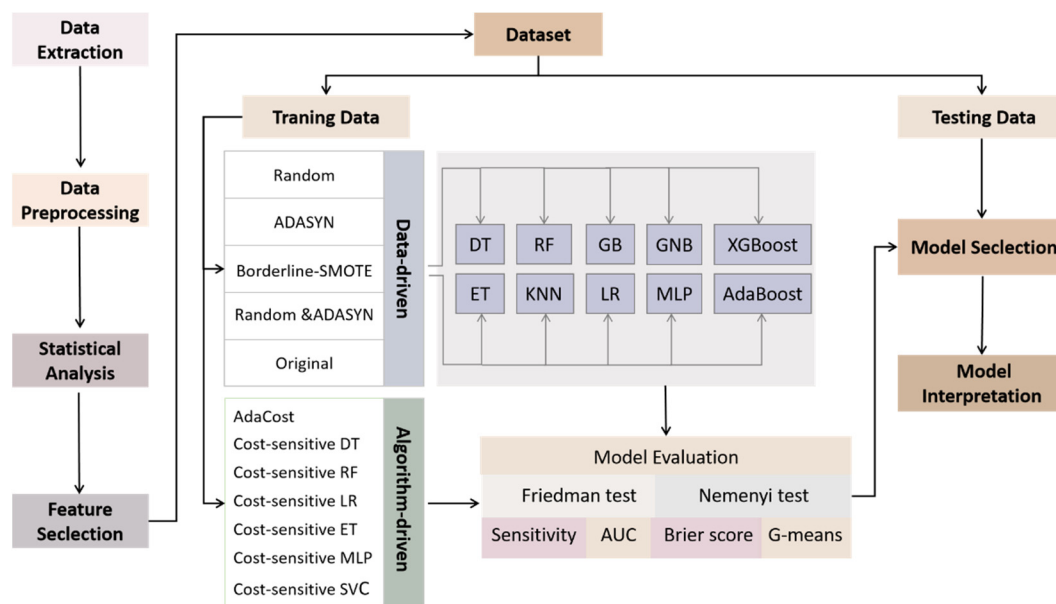 Data
Extraction
Data
Preprocessing
Statistical
Analysis
Feature
Seclection
Dataset
Traning Data
Testing Data
Random
ADASYN
Borderline-SMOTE
Random &ADASYN
Original
Data-driven
DT
RF
GB
GNB
XGBoost
ET
KNN
LR
MLP
AdaBoost
AdaCost
Cost-sensitive DT
Cost-sensitive RF
Cost-sensitive LR
Cost-sensitive ET
Cost-sensitive MLP
Cost-sensitive SVC
Algorithm-driven
Model Evaluation
Friedman test
Nemenyi test
Sensitivity
AUC
Brier score
G-means
Model Seclection
Model
Interpretation